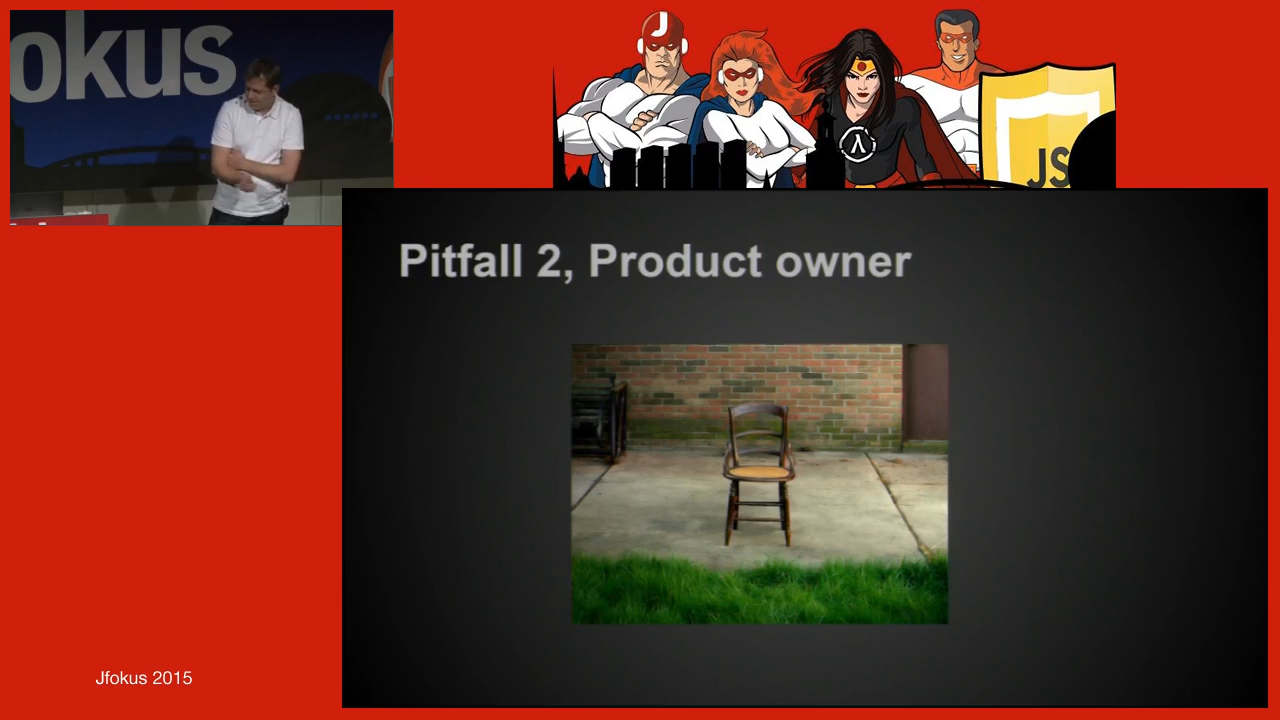 okus
J
λ
JS
Pitfall 2, Product owner
Jfokus 2015